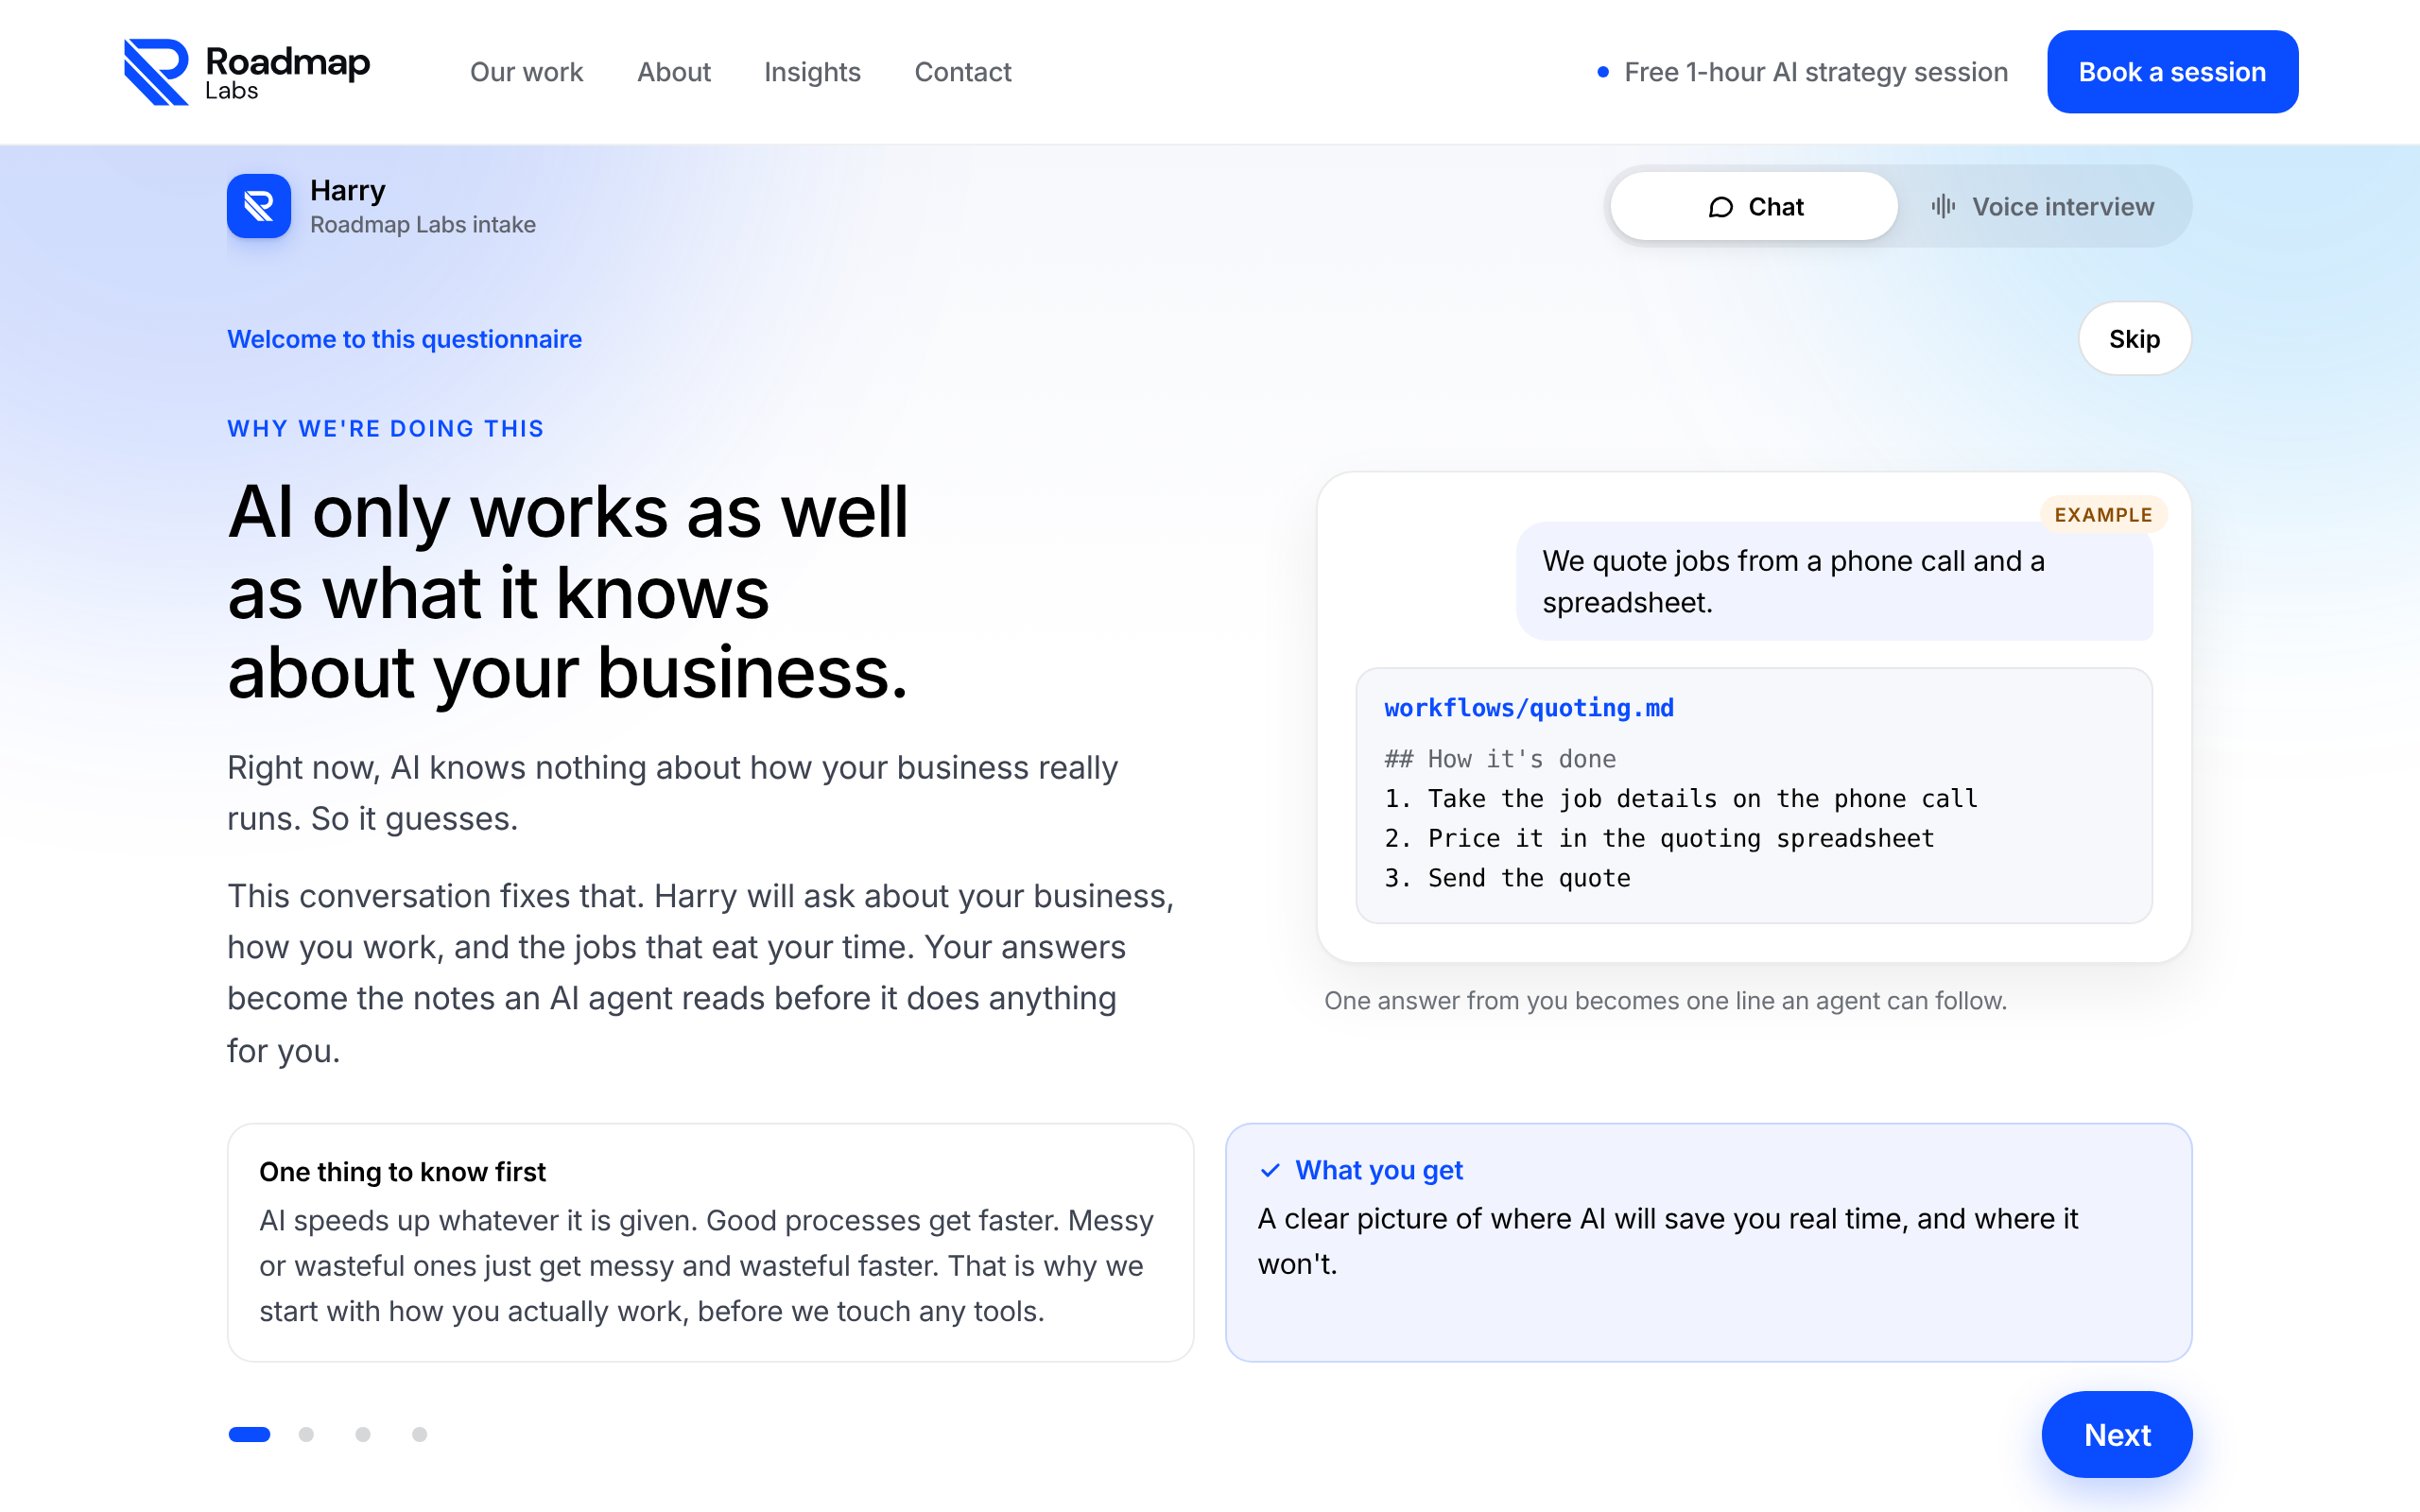 Roadmap
Labs
Our work
About
Insights
Contact
Free 1-hour AI strategy session
Book a session
Harry
Roadmap Labs intake
Chat
Voice interview
Welcome to this questionnaire
Skip
WHY WE'RE DOING THIS
AI only works as well
as what it knows
about your business.
Right now, AI knows nothing about how your business really
runs. So it guesses.
This conversation fixes that. Harry will ask about your business,
how you work, and the jobs that eat your time. Your answers
become the notes an AI agent reads before it does anything
for you.
EXAMPLE
We quote jobs from a phone call and a
spreadsheet.
workflows/quoting.md
## How it's done
1. Take the job details on the phone call
2. Price it in the quoting spreadsheet
3. Send the quote
One answer from you becomes one line an agent can follow.
One thing to know first
AI speeds up whatever it is given. Good processes get faster. Messy
or wasteful ones just get messy and wasteful faster. That is why we
start with how you actually work, before we touch any tools.
What you get
A clear picture of where AI will save you real time, and where it
won't.
Next